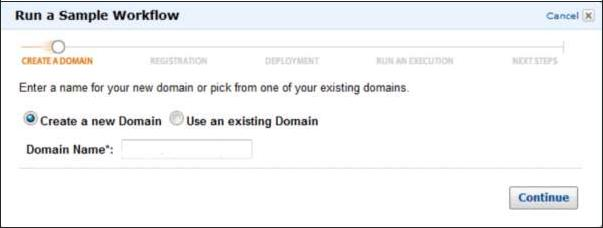 Run a Sample Workflow Cancel X
CREATE A DOMAIN REGISTRATION DEPLOYMENT RUN AN EXECUTION NEXT STEPS
Enter a name for your new domain or pick from one of your existing domains.
Create a new Domain Use an existing Domain
Domain Name*:
Continue